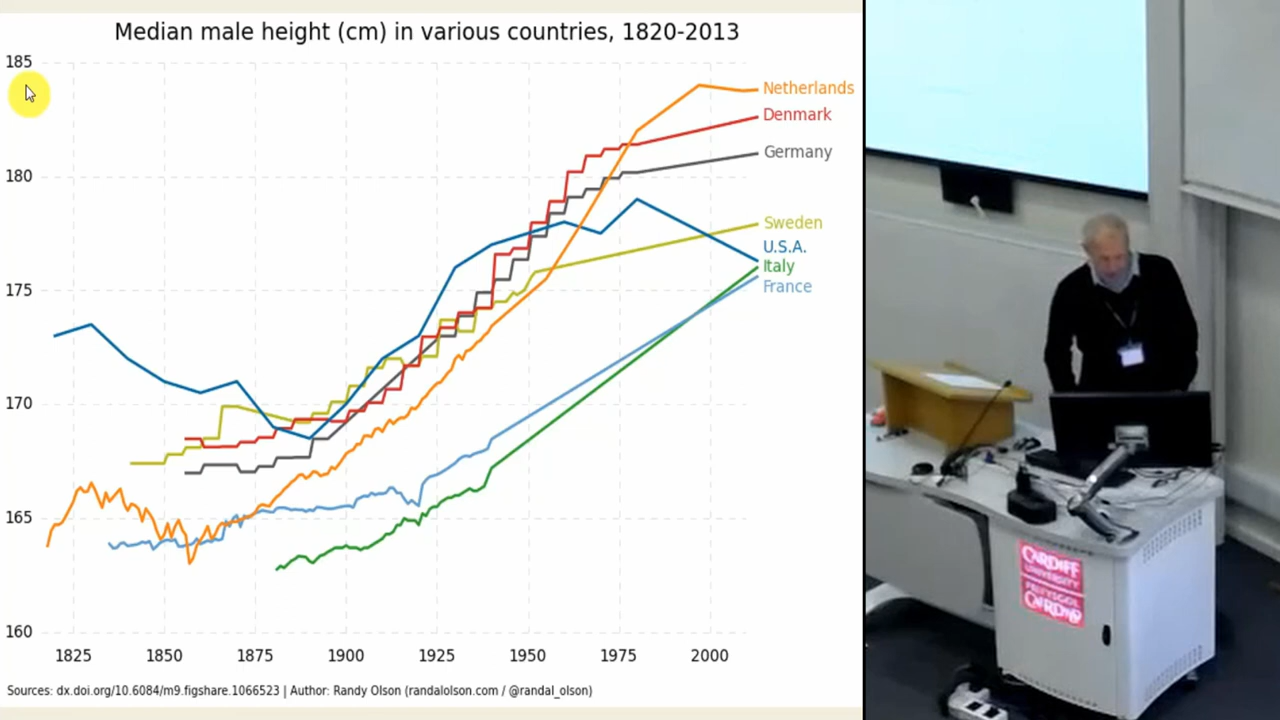 Median male height (cm) in various countries, 1820-2013
185
180
175
170
165
160
1825 1850 1875 1900 1925 1950 1975 2000
Netherlands
Denmark
Germany
Sweden
U.S.A.
Italy
France
Sources: dx.doi.org/10.6084/m9.figshare.1066523 | Author: Randy Olson (randalolson.com / @randal_olson)
CARDIFF
UNIVERSITY
PRIFYSGOL
CAERDYDD